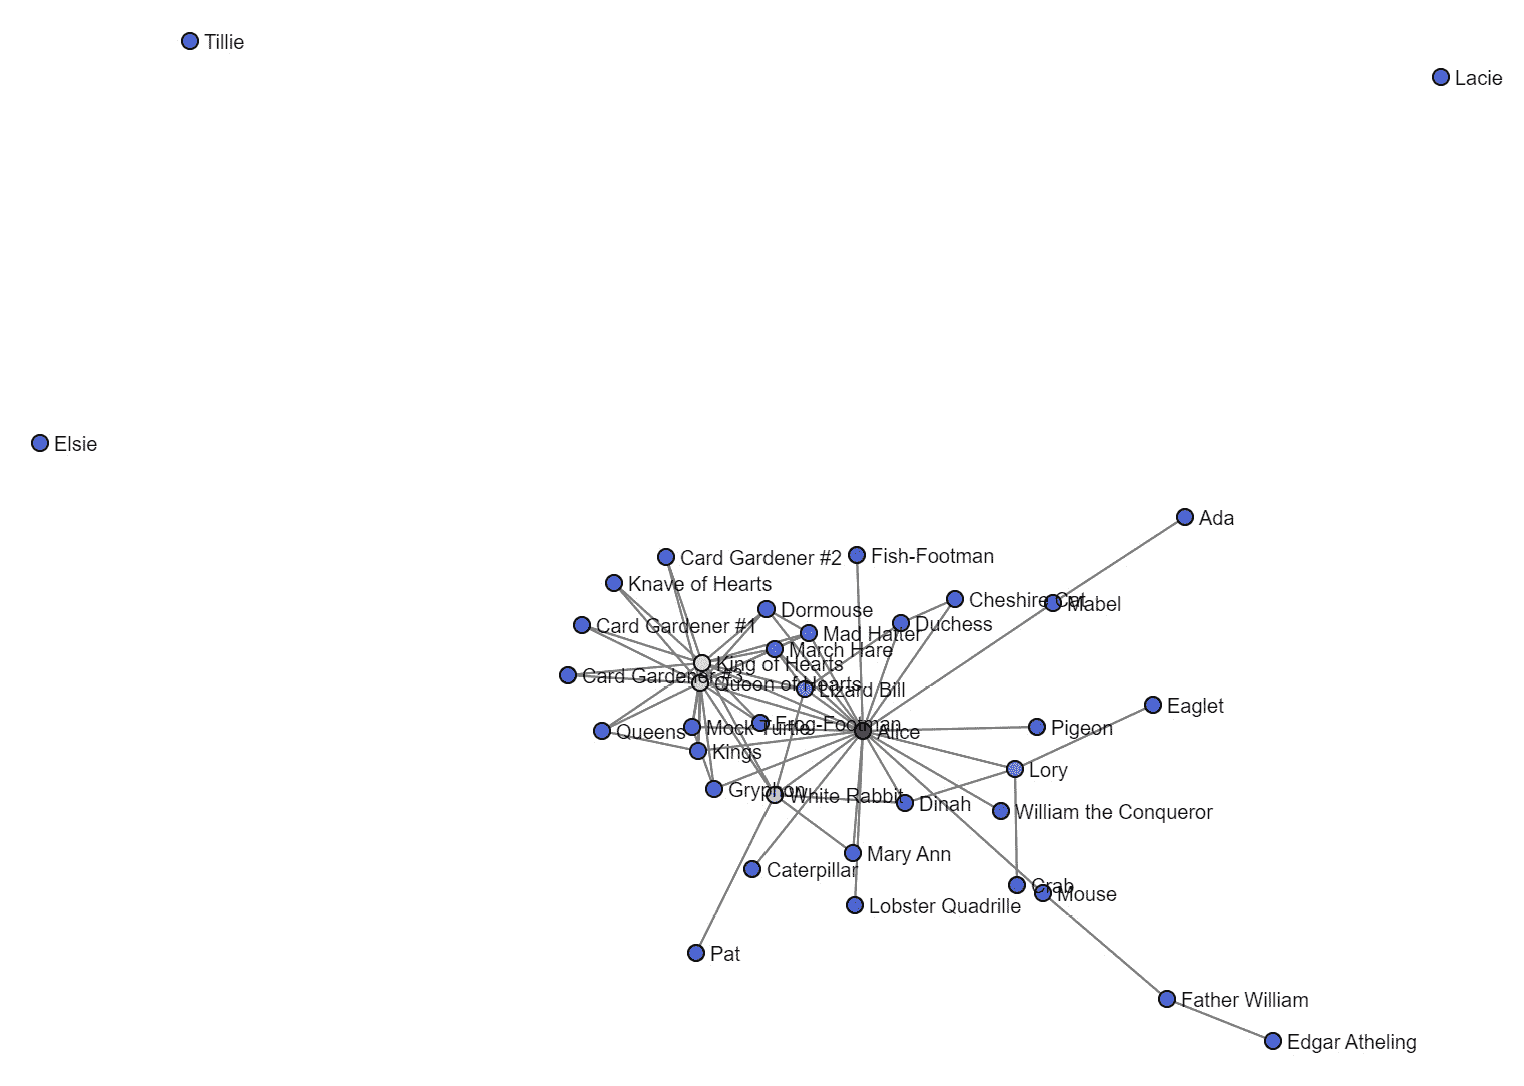 Tillie
Lacie
Elsie
Ada
Card Gardener #2
Fish-Footman
Knave of Hearts
Cheshire Cat
Mabel
Dormouse
Duchess
Card Gardener #1
Mad Hatter
March Hare
King of Hearts
Card Gardener #3
Queen of Hearts
Lizard Bill
Eaglet
Frog-Footman
Mock Turtle
Pigeon
Queens
Alice
Kings
Lory
Gryphon
White Rabbit
Dinah
William the Conqueror
Mary Ann
Caterpillar
Crab
Mouse
Lobster Quadrille
Pat
Father William
Edgar Atheling